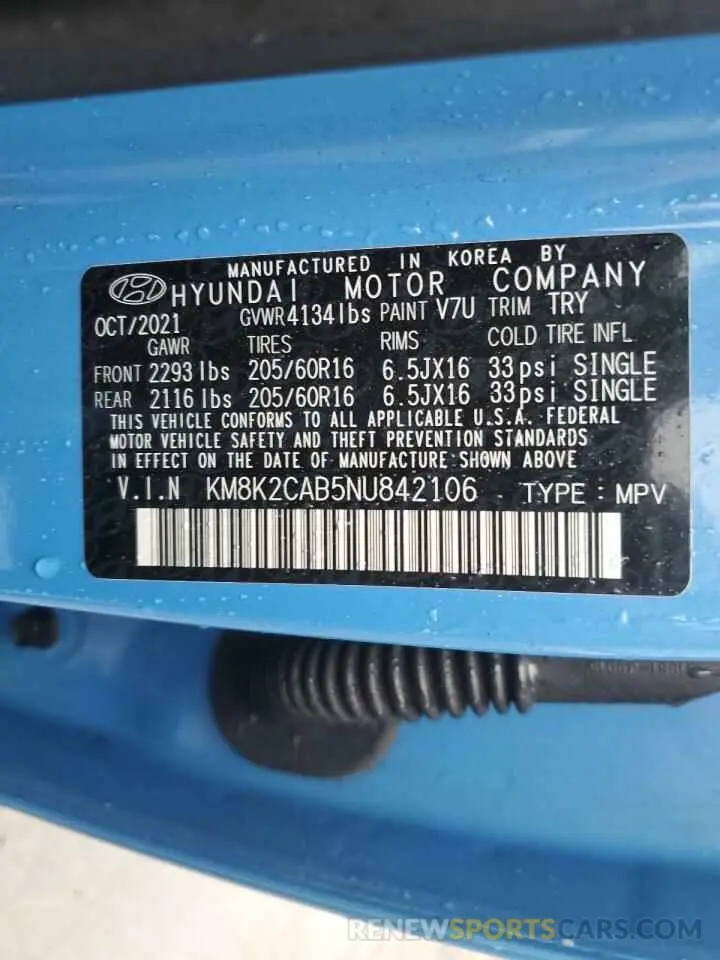 MANUFACTURED IN KOREA BY
HYUNDAI MOTOR COMPANY
OCT/2021 GVWR 4134 lbs PAINT V7U TRIM TRY
GAWR TIRES RIMS COLD TIRE INFL
FRONT 2293 lbs 205/60R16 6.5JX16 33 psi SINGLE
REAR 2116 lbs 205/60R16 6.5JX16 33 psi SINGLE
THIS VEHICLE CONFORMS TO ALL APPLICABLE U.S.A. FEDERAL
MOTOR VEHICLE SAFETY AND THEFT PREVENTION STANDARDS
IN EFFECT ON THE DATE OF MANUFACTURE SHOWN ABOVE
V.I.N KM8K2CAB5NU842106 TYPE : MPV
RENEWSPORTSCARS.COM